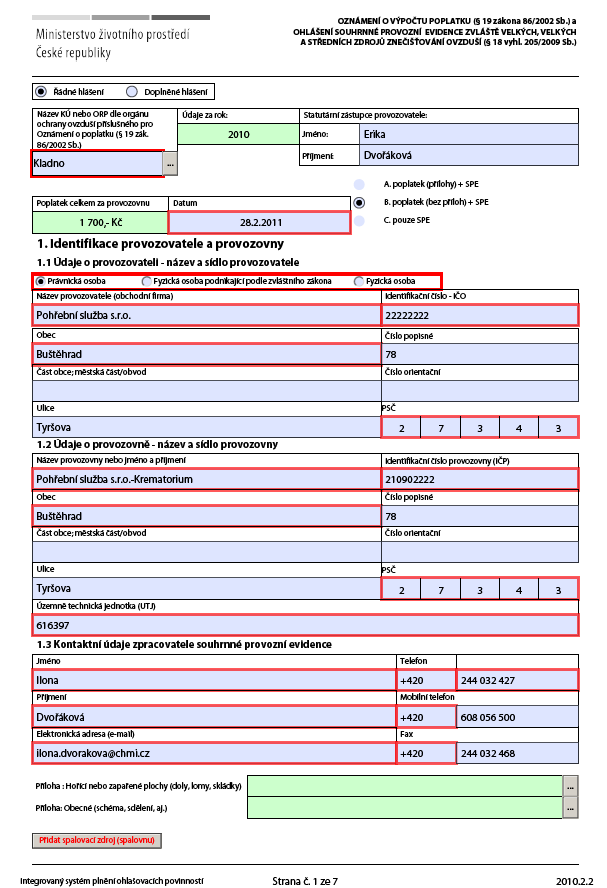 Ministerstvo životního prostředí
České republiky
OZNÁMENÍ O VÝPOČTU POPLATKU (§ 19 zákona 86/2002 Sb.) a
OHLÁŠENÍ SOUHRNNÉ PROVOZNÍ EVIDENCE ZVLÁŠTĚ VELKÝCH, VELKÝCH
A STŘEDNÍCH ZDROJŮ ZNEČIŠŤOVÁNÍ OVZDUŠÍ (§ 18 vyhl. 205/2009 Sb.)
Řádné hlášení Doplněné hlášení
Název KÚ nebo ORP dle orgánu
ochrany ovzduší příslušného pro
Oznámení o poplatku (§ 19 zák.
86/2002 Sb.)
Kladno ...
Údaje za rok:
2010
Statutární zástupce provozovatele:
Jméno: Erika
Příjmení: Dvořáková
A. poplatek (přílohy) + SPE
B. poplatek (bez příloh) + SPE
C. pouze SPE
Poplatek celkem za provozovnu Datum
1 700,- Kč 28.2.2011
1. Identifikace provozovatele a provozovny
1.1 Údaje o provozovateli - název a sídlo provozovatele
Právnická osoba Fyzická osoba podnikající podle zvláštního zákona Fyzická osoba
Název provozovatele (obchodní firma) Identifikační číslo - IČO
Pohřební služba s.r.o. 22222222
Obec Číslo popisné
Buštěhrad 78
Část obce; městská část/obvod Číslo orientační
Ulice PSČ
Tyršova 2 7 3 4 3
1.2 Údaje o provozovně - název a sídlo provozovny
Název provozovny nebo jméno a příjmení Identifikační číslo provozovny (IČP)
Pohřební služba s.r.o.-Krematorium 210902222
Obec Číslo popisné
Buštěhrad 78
Část obce; městská část/obvod Číslo orientační
Ulice PSČ
Tyršova 2 7 3 4 3
Územně technická jednotka (UTJ)
616397
1.3 Kontaktní údaje zpracovatele souhrnné provozní evidence
Jméno Telefon
Ilona +420 244 032 427
Příjmení Mobilní telefon
Dvořáková +420 608 056 500
Elektronická adresa (e-mail) Fax
ilona.dvorakova@chmi.cz +420 244 032 468
Příloha : Hořící nebo zapařené plochy (doly, lomy, skládky) ...
Příloha: Obecné (schéma, sdělení, aj.) ...
Přidat spalovací zdroj (spalovnu)
Integrovaný systém plnění ohlašovacích povinností Strana č. 1 ze 7 2010.2.2